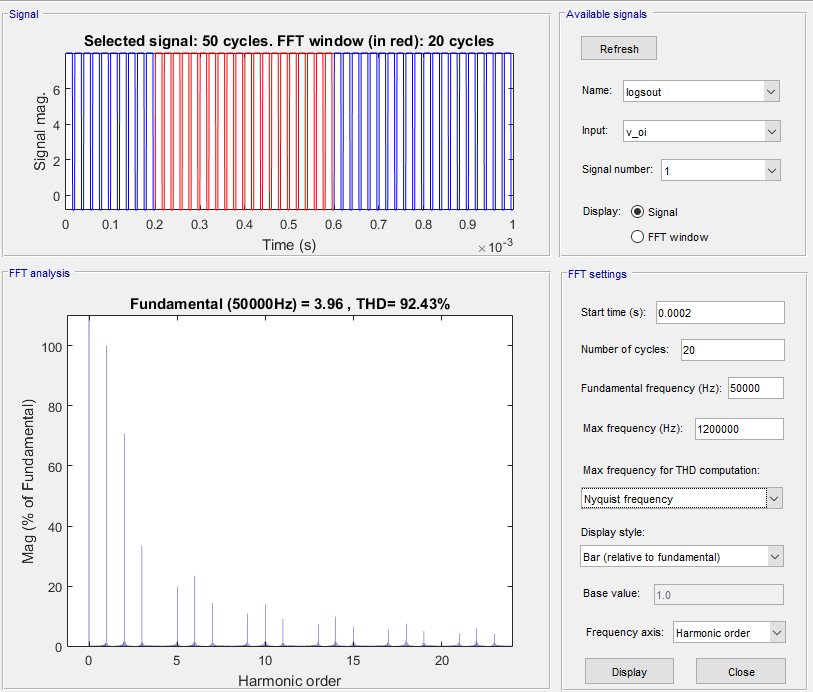 Signal
Selected signal: 50 cycles. FFT window (in red): 20 cycles
Signal mag.
6
4
2
0
0 0.1 0.2 0.3 0.4 0.5 0.6 0.7 0.8 0.9 1
Time (s)
×10-3
Available signals
Refresh
Name: logsout
Input: v_oi
Signal number: 1
Display: Signal
FFT window
FFT analysis
Fundamental (50000Hz) = 3.96 , THD= 92.43%
Mag (% of Fundamental)
100
80
60
40
20
0
0 5 10 15 20
Harmonic order
FFT settings
Start time (s): 0.0002
Number of cycles: 20
Fundamental frequency (Hz): 50000
Max frequency (Hz): 1200000
Max frequency for THD computation:
Nyquist frequency
Display style:
Bar (relative to fundamental)
Base value: 1.0
Frequency axis: Harmonic order
Display Close